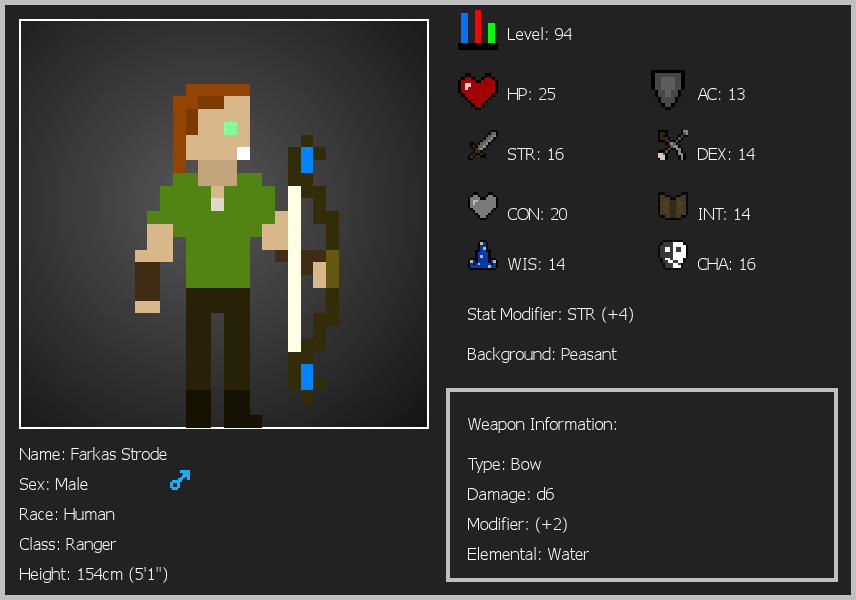 Level: 94
HP: 25
AC: 13
STR: 16
DEX: 14
CON: 20
INT: 14
WIS: 14
CHA: 16
Stat Modifier: STR (+4)
Background: Peasant
Weapon Information:
Type: Bow
Damage: d6
Modifier: (+2)
Elemental: Water
Name: Farkas Strode
Sex: Male
Race: Human
Class: Ranger
Height: 154cm (5'1")